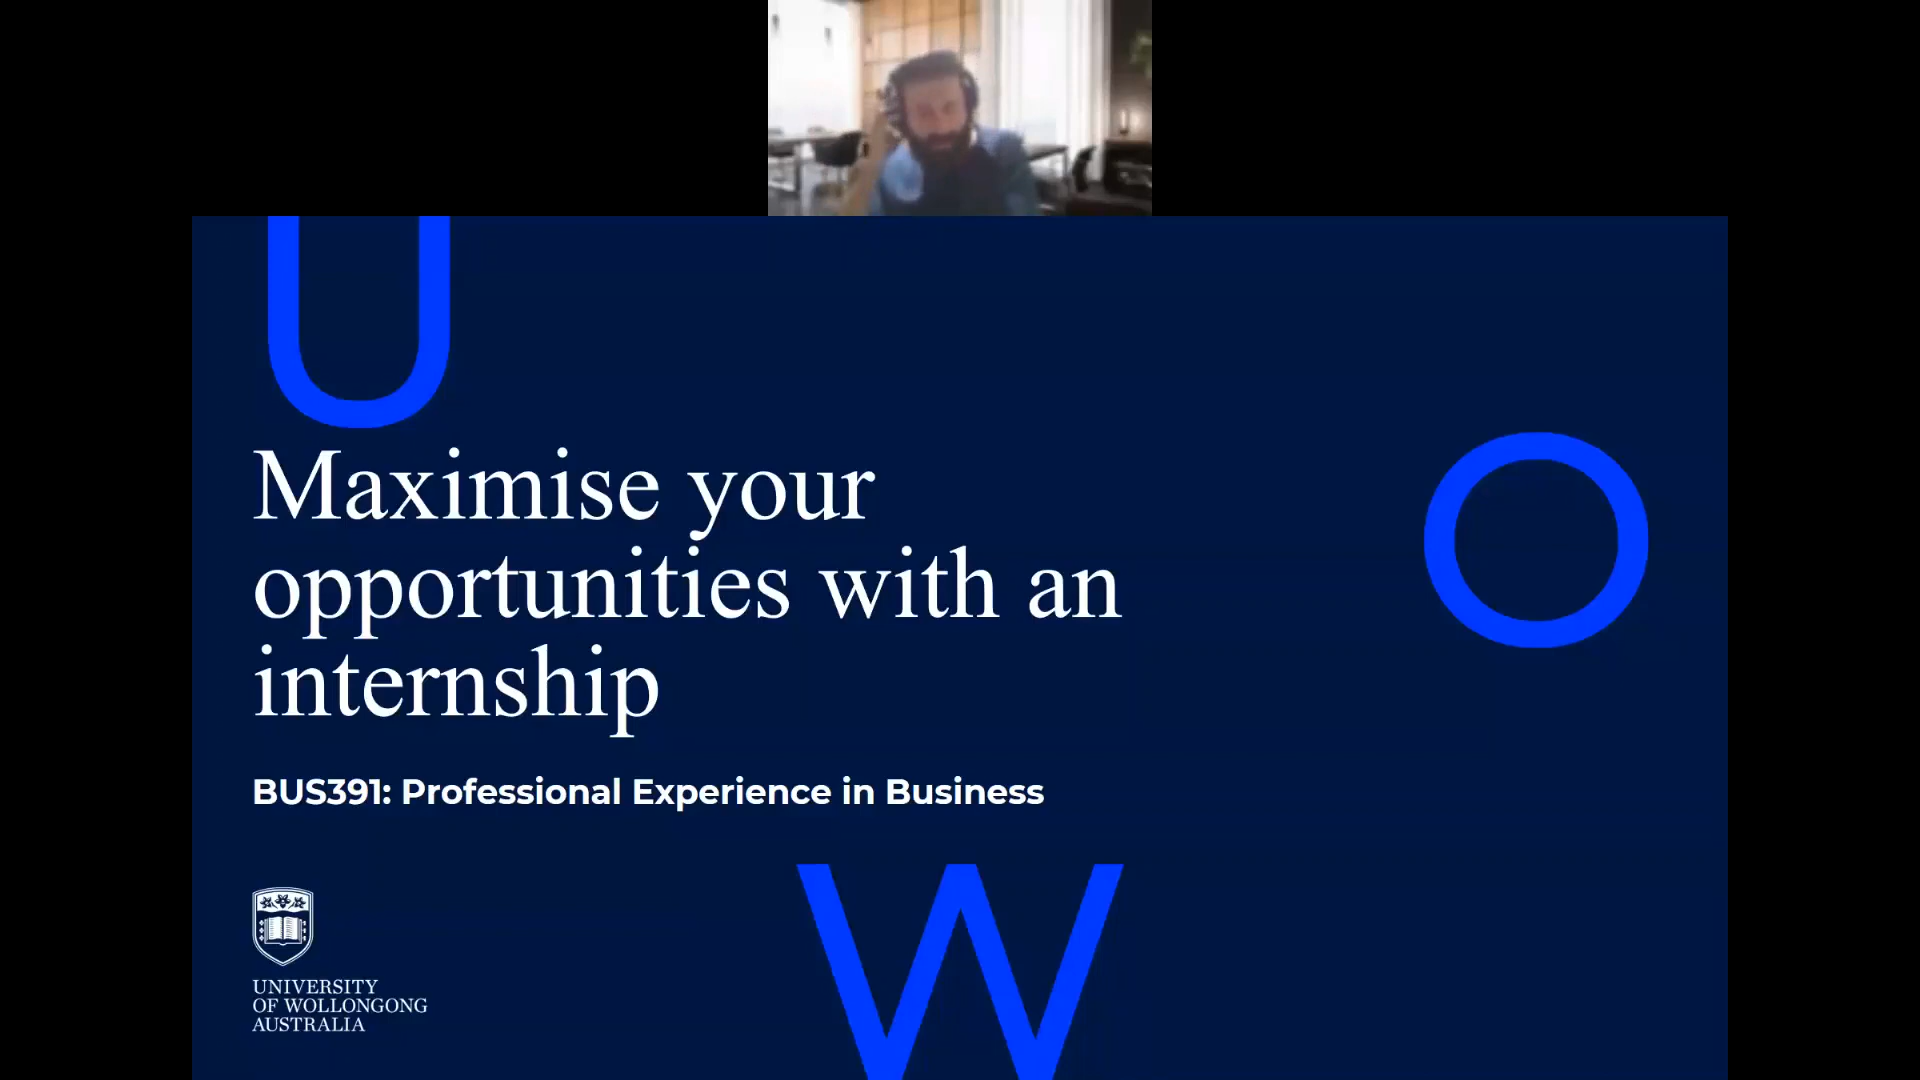 U
Maximise your
opportunities with an
internship
O
BUS391: Professional Experience in Business
W
UNIVERSITY
OF WOLLONGONG
AUSTRALIA